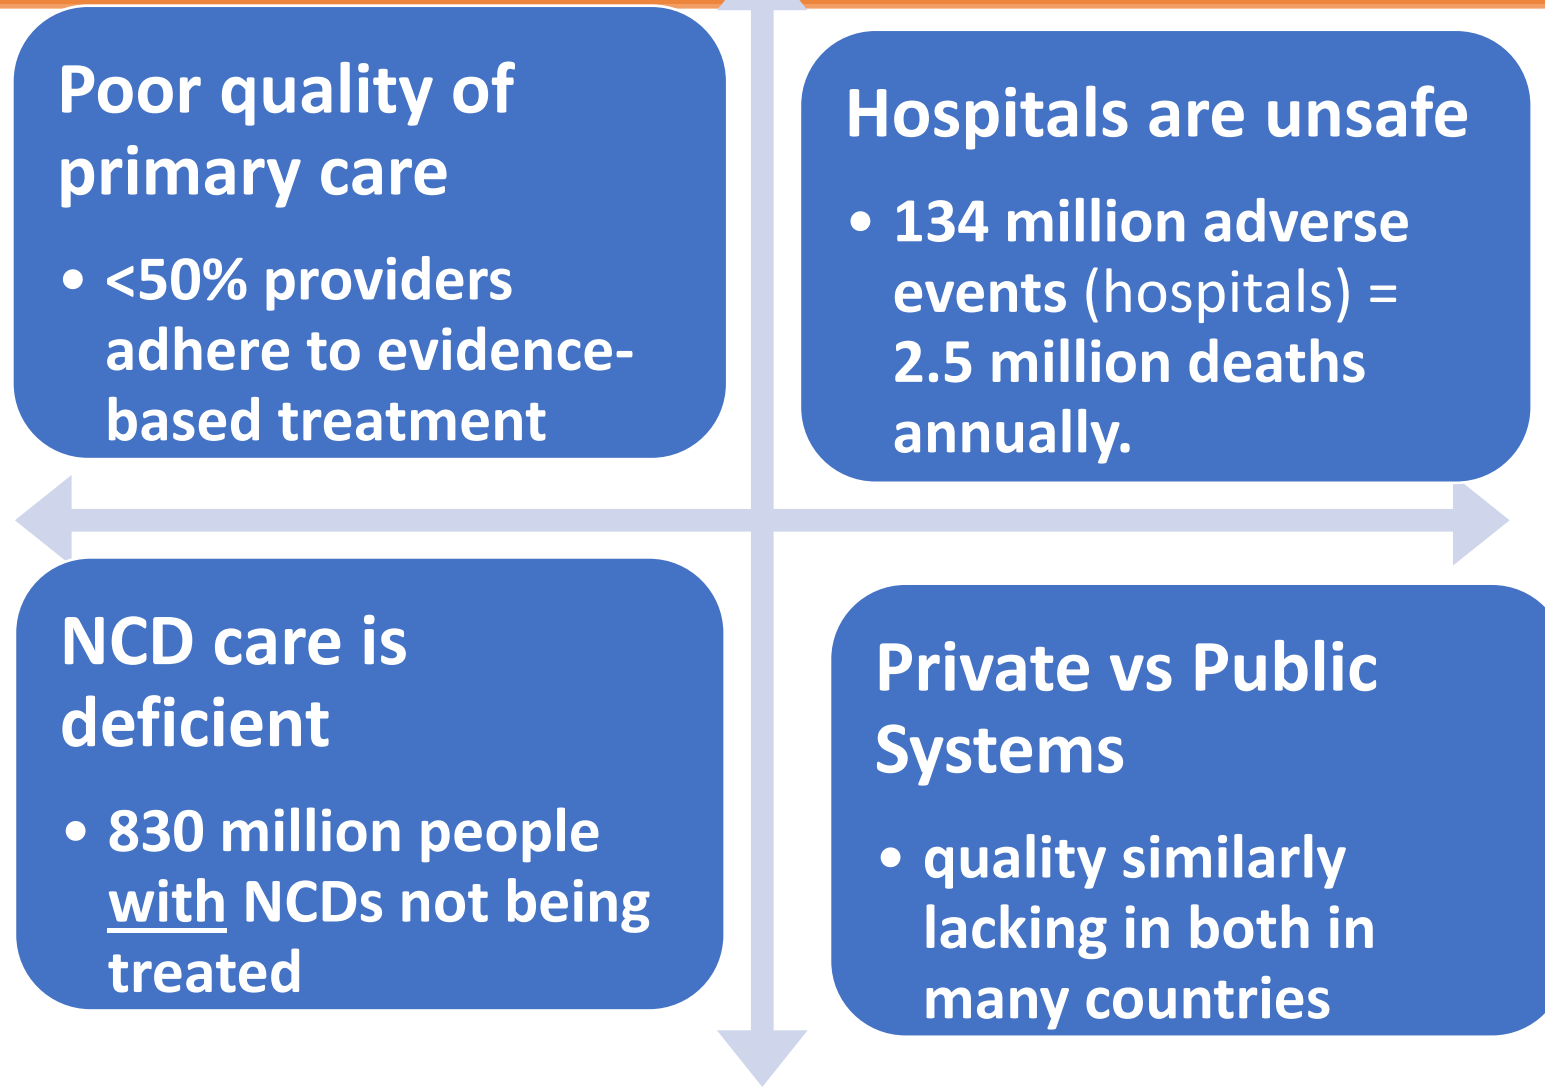 Poor quality of
primary care
• <50% providers
adhere to evidence-
based treatment
Hospitals are unsafe
• 134 million adverse
events (hospitals) =
2.5 million deaths
annually.
NCD care is
deficient
• 830 million people
with NCDs not being
treated
Private vs Public
Systems
• quality similarly
lacking in both in
many countries